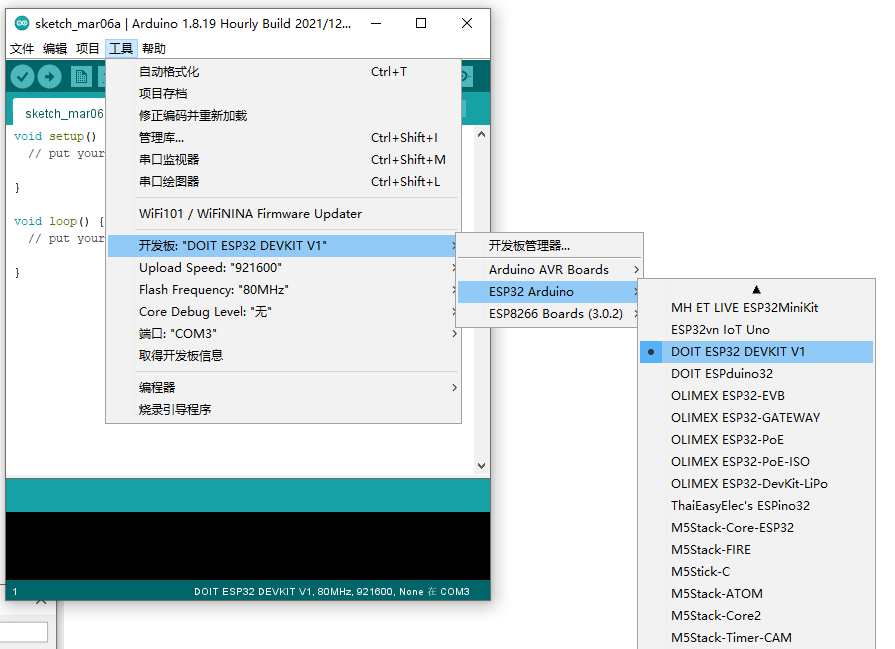 sketch_mar06a | Arduino 1.8.19 Hourly Build 2021/12...
文件 编辑 项目 工具 帮助
自动格式化 Ctrl+T
项目存档
修正编码并重新加载
管理库... Ctrl+Shift+I
串口监视器 Ctrl+Shift+M
串口绘图器 Ctrl+Shift+L
WiFi101 / WiFiNINA Firmware Updater
开发板: "DOIT ESP32 DEVKIT V1"
Upload Speed: "921600"
Flash Frequency: "80MHz"
Core Debug Level: "无"
端口: "COM3"
取得开发板信息
编程器
烧录引导程序
sketch_mar06
void setup()
// put your
}
void loop() {
// put your
}
开发板管理器...
Arduino AVR Boards
ESP32 Arduino
ESP8266 Boards (3.0.2)
MH ET LIVE ESP32MiniKit
ESP32vn IoT Uno
DOIT ESP32 DEVKIT V1
DOIT ESPduino32
OLIMEX ESP32-EVB
OLIMEX ESP32-GATEWAY
OLIMEX ESP32-PoE
OLIMEX ESP32-PoE-ISO
OLIMEX ESP32-DevKit-LiPo
ThaiEasyElec's ESPino32
M5Stack-Core-ESP32
M5Stack-FIRE
M5Stick-C
M5Stack-ATOM
M5Stack-Core2
M5Stack-Timer-CAM
1 DOIT ESP32 DEVKIT V1, 80MHz, 921600, None 在 COM3